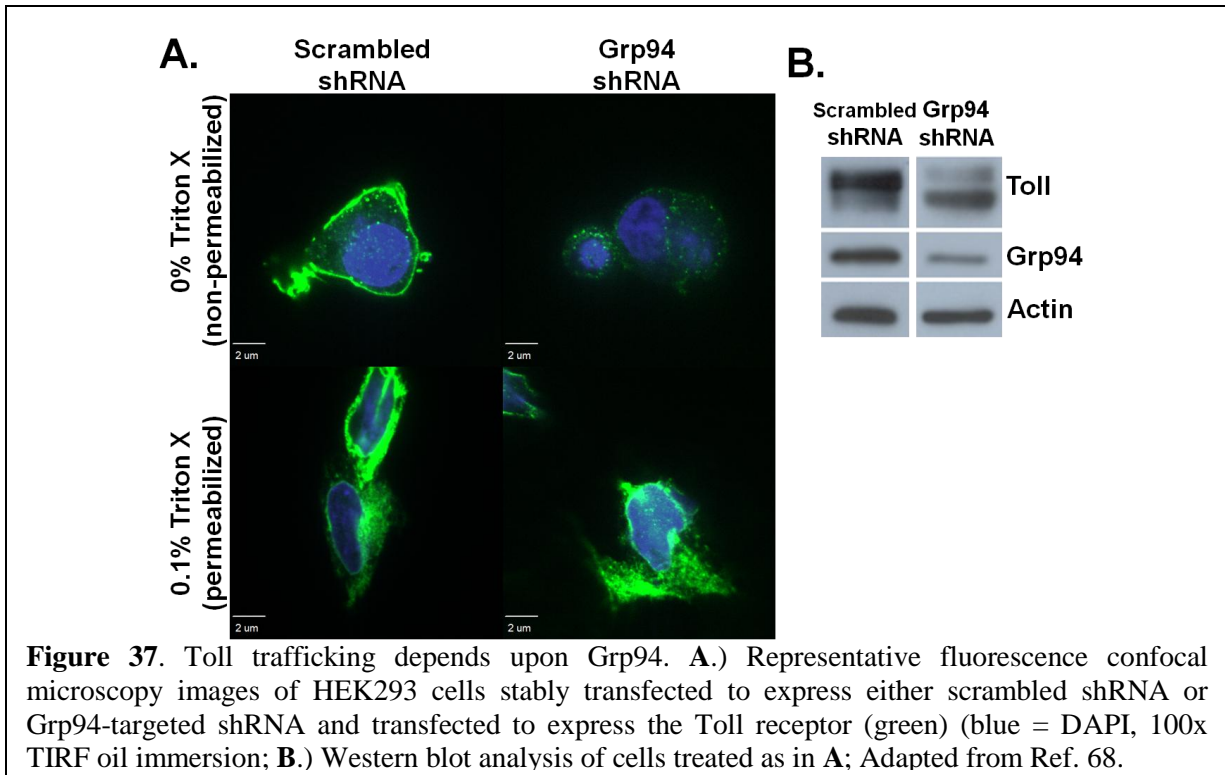 A.
Scrambled shRNA
Grp94 shRNA
0% Triton X
(non-permeabilized)
2 um
2 um
0.1% Triton X
(permeabilized)
2 um
2 um
B.
Scrambled shRNA
Grp94 shRNA
Toll
Grp94
Actin
Figure 37. Toll trafficking depends upon Grp94. A.) Representative fluorescence confocal
microscopy images of HEK293 cells stably transfected to express either scrambled shRNA or
Grp94-targeted shRNA and transfected to express the Toll receptor (green) (blue = DAPI, 100x
TIRF oil immersion; B.) Western blot analysis of cells treated as in A; Adapted from Ref. 68.